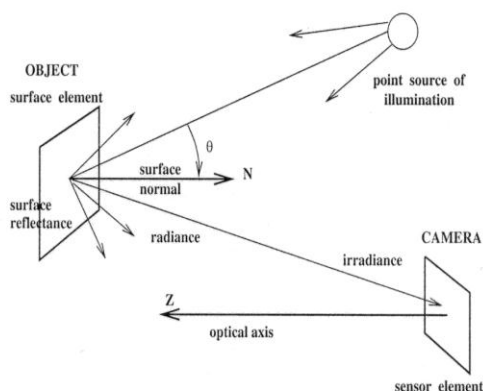 OBJECT
surface element
point source of
illumination
θ
surface
normal
N
surface
reflectance
radiance
CAMERA
irradiance
Z
optical axis
sensor element